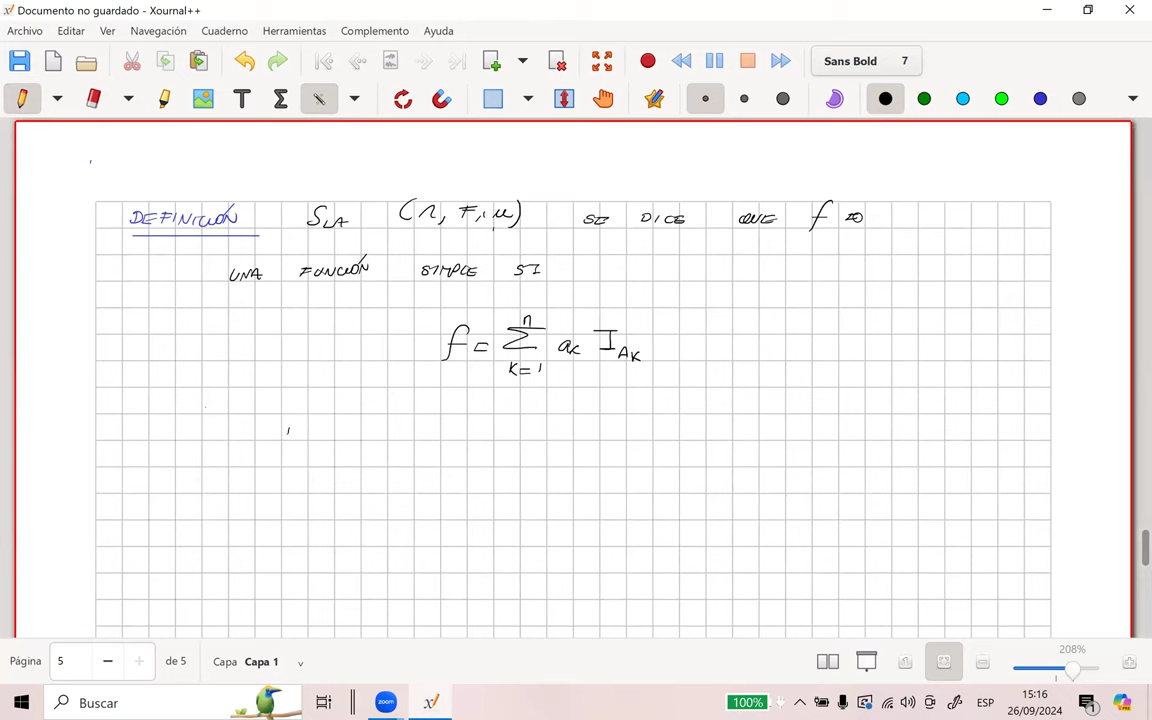 Documento no guardado - Xournal++
Archivo Editar Ver Navegación Cuaderno Herramientas Complemento Ayuda
Sans Bold 7
DEFINICIÓN SEA (Ω, F, μ) SE DICE QUE f ES
UNA FUNCIÓN SIMPLE SI
f = ∑_{k=1}^{n} a_k I_{A_k}
Página 5 de 5 Capa Capa 1 208%
Buscar zoom 100% ESP 15:16
26/09/2024 1